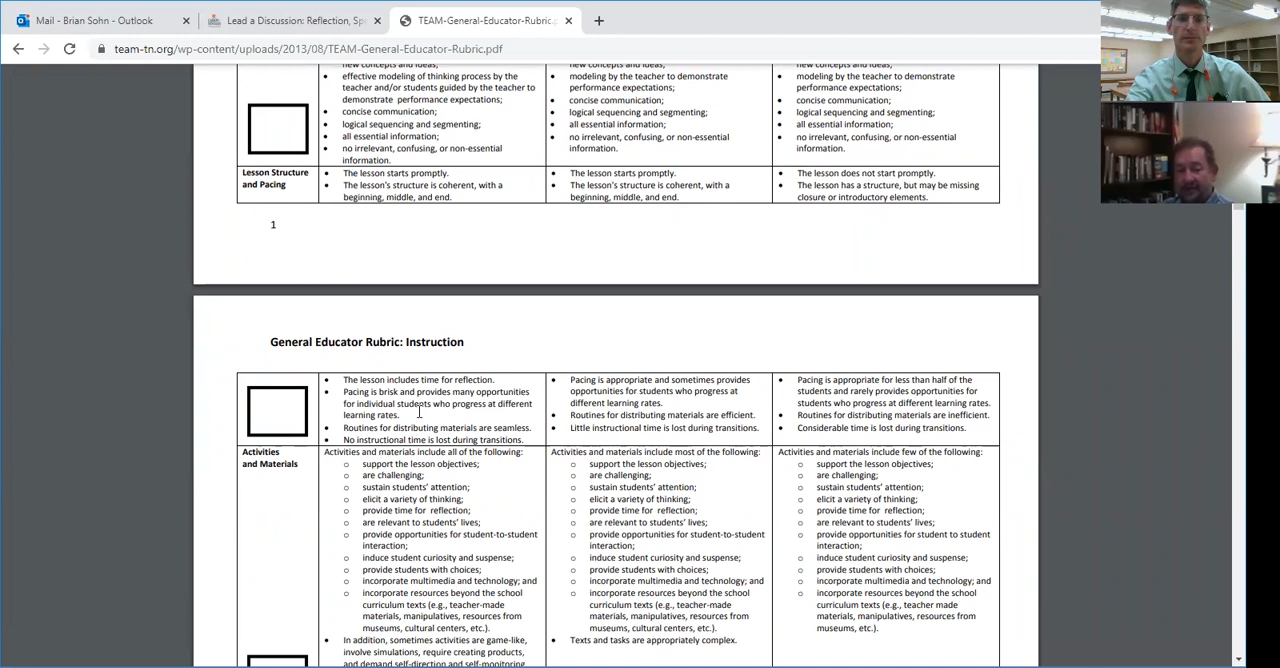 Mail - Brian Sohn - Outlook
Lead a Discussion: Reflection, Spe
TEAM-General-Educator-Rubric.p
team-tn.org/wp-content/uploads/2013/08/TEAM-General-Educator-Rubric.pdf
new concepts and ideas;
• effective modeling of thinking process by the
teacher and/or students guided by the teacher to
demonstrate performance expectations;
• concise communication;
• logical sequencing and segmenting;
• all essential information;
• no irrelevant, confusing, or non-essential
information.
new concepts and ideas;
• modeling by the teacher to demonstrate
performance expectations;
• concise communication;
• logical sequencing and segmenting;
• all essential information;
• no irrelevant, confusing, or non-essential
information.
new concepts and ideas;
• modeling by the teacher to demonstrate
performance expectations;
• concise communication;
• logical sequencing and segmenting;
• all essential information;
• no irrelevant, confusing, or non-essential
information.
Lesson Structure
and Pacing
• The lesson starts promptly.
• The lesson's structure is coherent, with a
beginning, middle, and end.
• The lesson starts promptly.
• The lesson's structure is coherent, with a
beginning, middle, and end.
• The lesson does not start promptly.
• The lesson has a structure, but may be missing
closure or introductory elements.
1
General Educator Rubric: Instruction
• The lesson includes time for reflection.
• Pacing is brisk and provides many opportunities
for individual students who progress at different
learning rates.
• Routines for distributing materials are seamless.
• No instructional time is lost during transitions.
• Pacing is appropriate and sometimes provides
opportunities for students who progress at
different learning rates.
• Routines for distributing materials are efficient.
• Little instructional time is lost during transitions.
• Pacing is appropriate for less than half of the
students and rarely provides opportunities for
students who progress at different learning rates.
• Routines for distributing materials are inefficient.
• Considerable time is lost during transitions.
Activities
and Materials
Activities and materials include all of the following:
o support the lesson objectives;
o are challenging;
o sustain students' attention;
o elicit a variety of thinking;
o provide time for reflection;
o are relevant to students' lives;
o provide opportunities for student-to-student
interaction;
o induce student curiosity and suspense;
o provide students with choices;
o incorporate multimedia and technology; and
o incorporate resources beyond the school
curriculum texts (e.g., teacher-made
materials, manipulatives, resources from
museums, cultural centers, etc.).
• In addition, sometimes activities are game-like,
involve simulations, require creating products,
and demand self-direction and self-monitoring
Activities and materials include most of the following:
o support the lesson objectives;
o are challenging;
o sustain students' attention;
o elicit a variety of thinking;
o provide time for reflection;
o are relevant to students' lives;
o provide opportunities for student-to-student
interaction;
o induce student curiosity and suspense;
o provide students with choices;
o incorporate multimedia and technology; and
o incorporate resources beyond the school
curriculum texts (e.g., teacher-made
materials, manipulatives, resources from
museums, cultural centers, etc.).
• Texts and tasks are appropriately complex.
Activities and materials include few of the following:
o support the lesson objectives;
o are challenging;
o sustain students' attention;
o elicit a variety of thinking;
o provide time for reflection;
o are relevant to students' lives;
o provide opportunities for student to student
interaction;
o induce student curiosity and suspense;
o provide students with choices;
o incorporate multimedia and technology; and
o incorporate resources beyond the school
curriculum texts (e.g., teacher made
materials, manipulatives, resources from
museums, cultural centers, etc.).